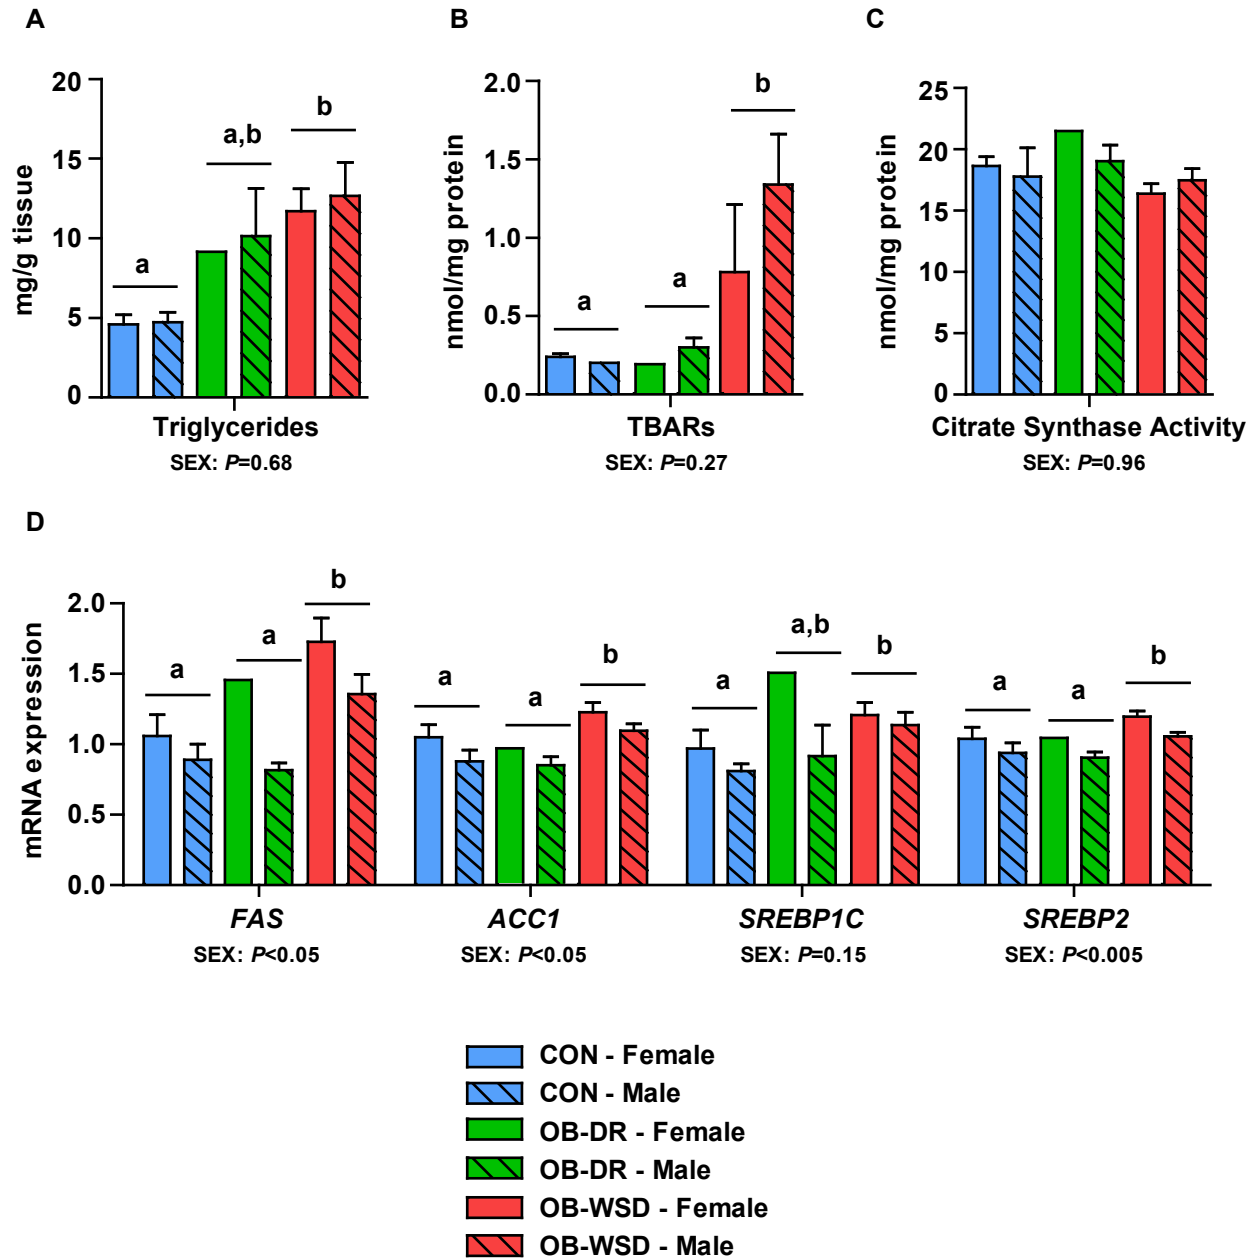 A
B
C
mg/g tissue
20
15
10
5
0
a
a,b
b
Triglycerides
SEX: P=0.68
nmol/mg protein
2.0
1.5
1.0
0.5
0.0
a
a
b
TBARs
SEX: P=0.27
nmol/mg protein
25
20
15
10
5
0
Citrate Synthase Activity
SEX: P=0.96
D
mRNA expression
2.0
1.5
1.0
0.5
0.0
a
a
b
a
a
b
a
a,b
b
a
a
b
FAS
ACC1
SREBP1C
SREBP2
SEX: P<0.05
SEX: P<0.05
SEX: P=0.15
SEX: P<0.005
CON - Female
CON - Male
OB-DR - Female
OB-DR - Male
OB-WSD - Female
OB-WSD - Male